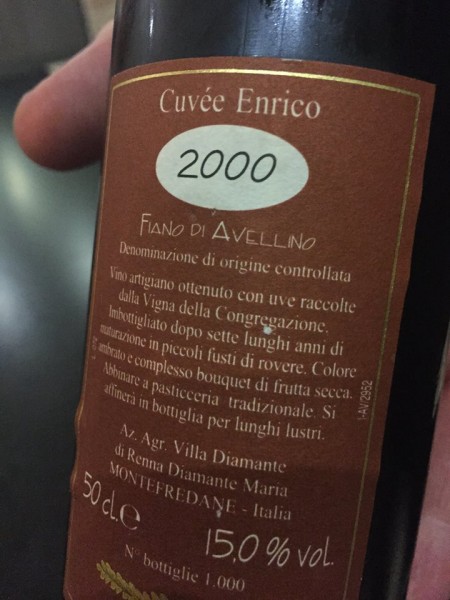 Cuvée Enrico
2000
FIANO DI AVELLINO
Denominazione di origine controllata
Vino artigiano ottenuto con uve raccolte
dalla Vigna della Congregazione.
Imbottigliato dopo sette lunghi anni di
maturazione in piccoli fusti di rovere. Colore
ambrato e complesso bouquet di frutta secca.
Abbinare a pasticceria tradizionale. Si
affinerà in bottiglia per lunghi lustri.
Az. Agr. Villa Diamante
di Renna Diamante Maria
MONTEFREDANE - Italia
50 cl. e
15,0 % vol.
N° bottiglie 1.000
I-AV/2952